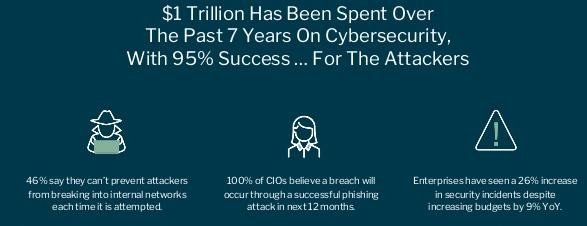 $1 Trillion Has Been Spent Over
The Past 7 Years On Cybersecurity,
With 95% Success ... For The Attackers
46% say they can't prevent attackers
from breaking into internal networks
each time it is attempted.
100% of CIOs believe a breach will
occur through a successful phishing
attack in next 12 months.
Enterprises have seen a 26% increase
in security incidents despite
increasing budgets by 9% YoY.